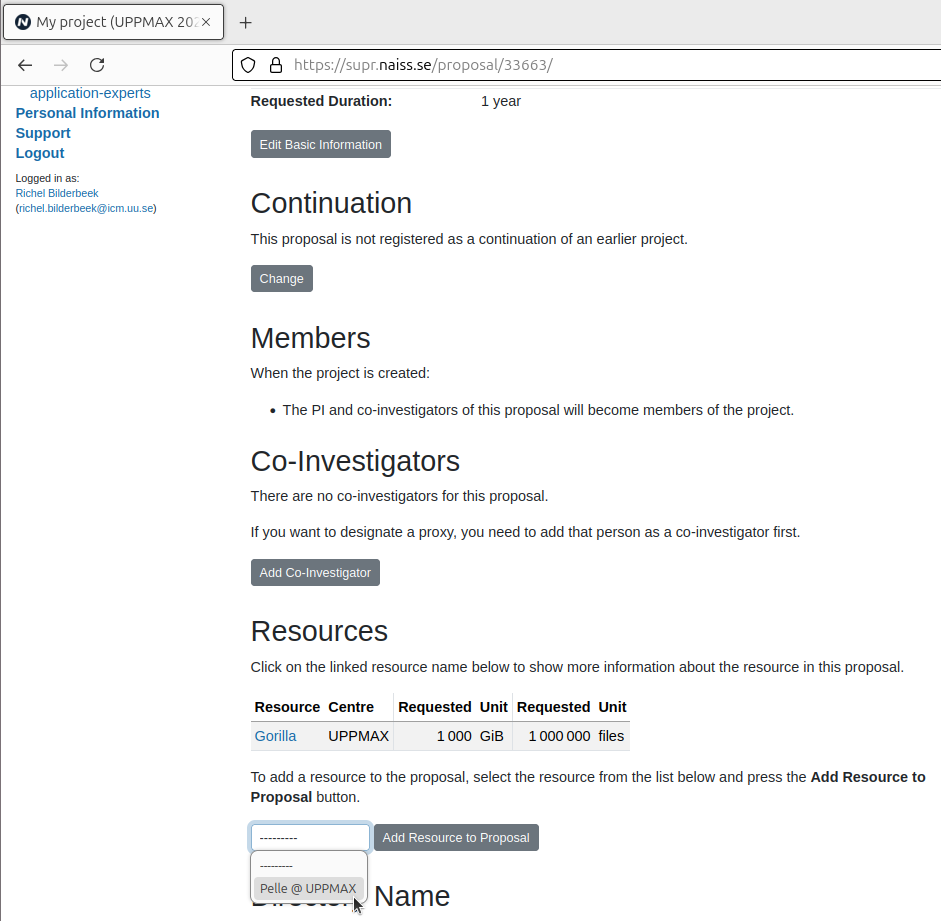 My project (UPPMAX 202
https://supr.naiss.se/proposal/33663/
application-experts
Personal Information
Support
Logout
Logged in as:
Richel Bilderbeek
(richel.bilderbeek@icm.uu.se)
Requested Duration: 1 year
Edit Basic Information
Continuation
This proposal is not registered as a continuation of an earlier project.
Change
Members
When the project is created:
• The PI and co-investigators of this proposal will become members of the project.
Co-Investigators
There are no co-investigators for this proposal.
If you want to designate a proxy, you need to add that person as a co-investigator first.
Add Co-Investigator
Resources
Click on the linked resource name below to show more information about the resource in this proposal.
Resource Centre Requested Unit Requested Unit
Gorilla UPPMAX 1 000 GiB 1 000 000 files
To add a resource to the proposal, select the resource from the list below and press the Add Resource to
Proposal button.
--------- Add Resource to Proposal
---------
Pelle @ UPPMAX
Name